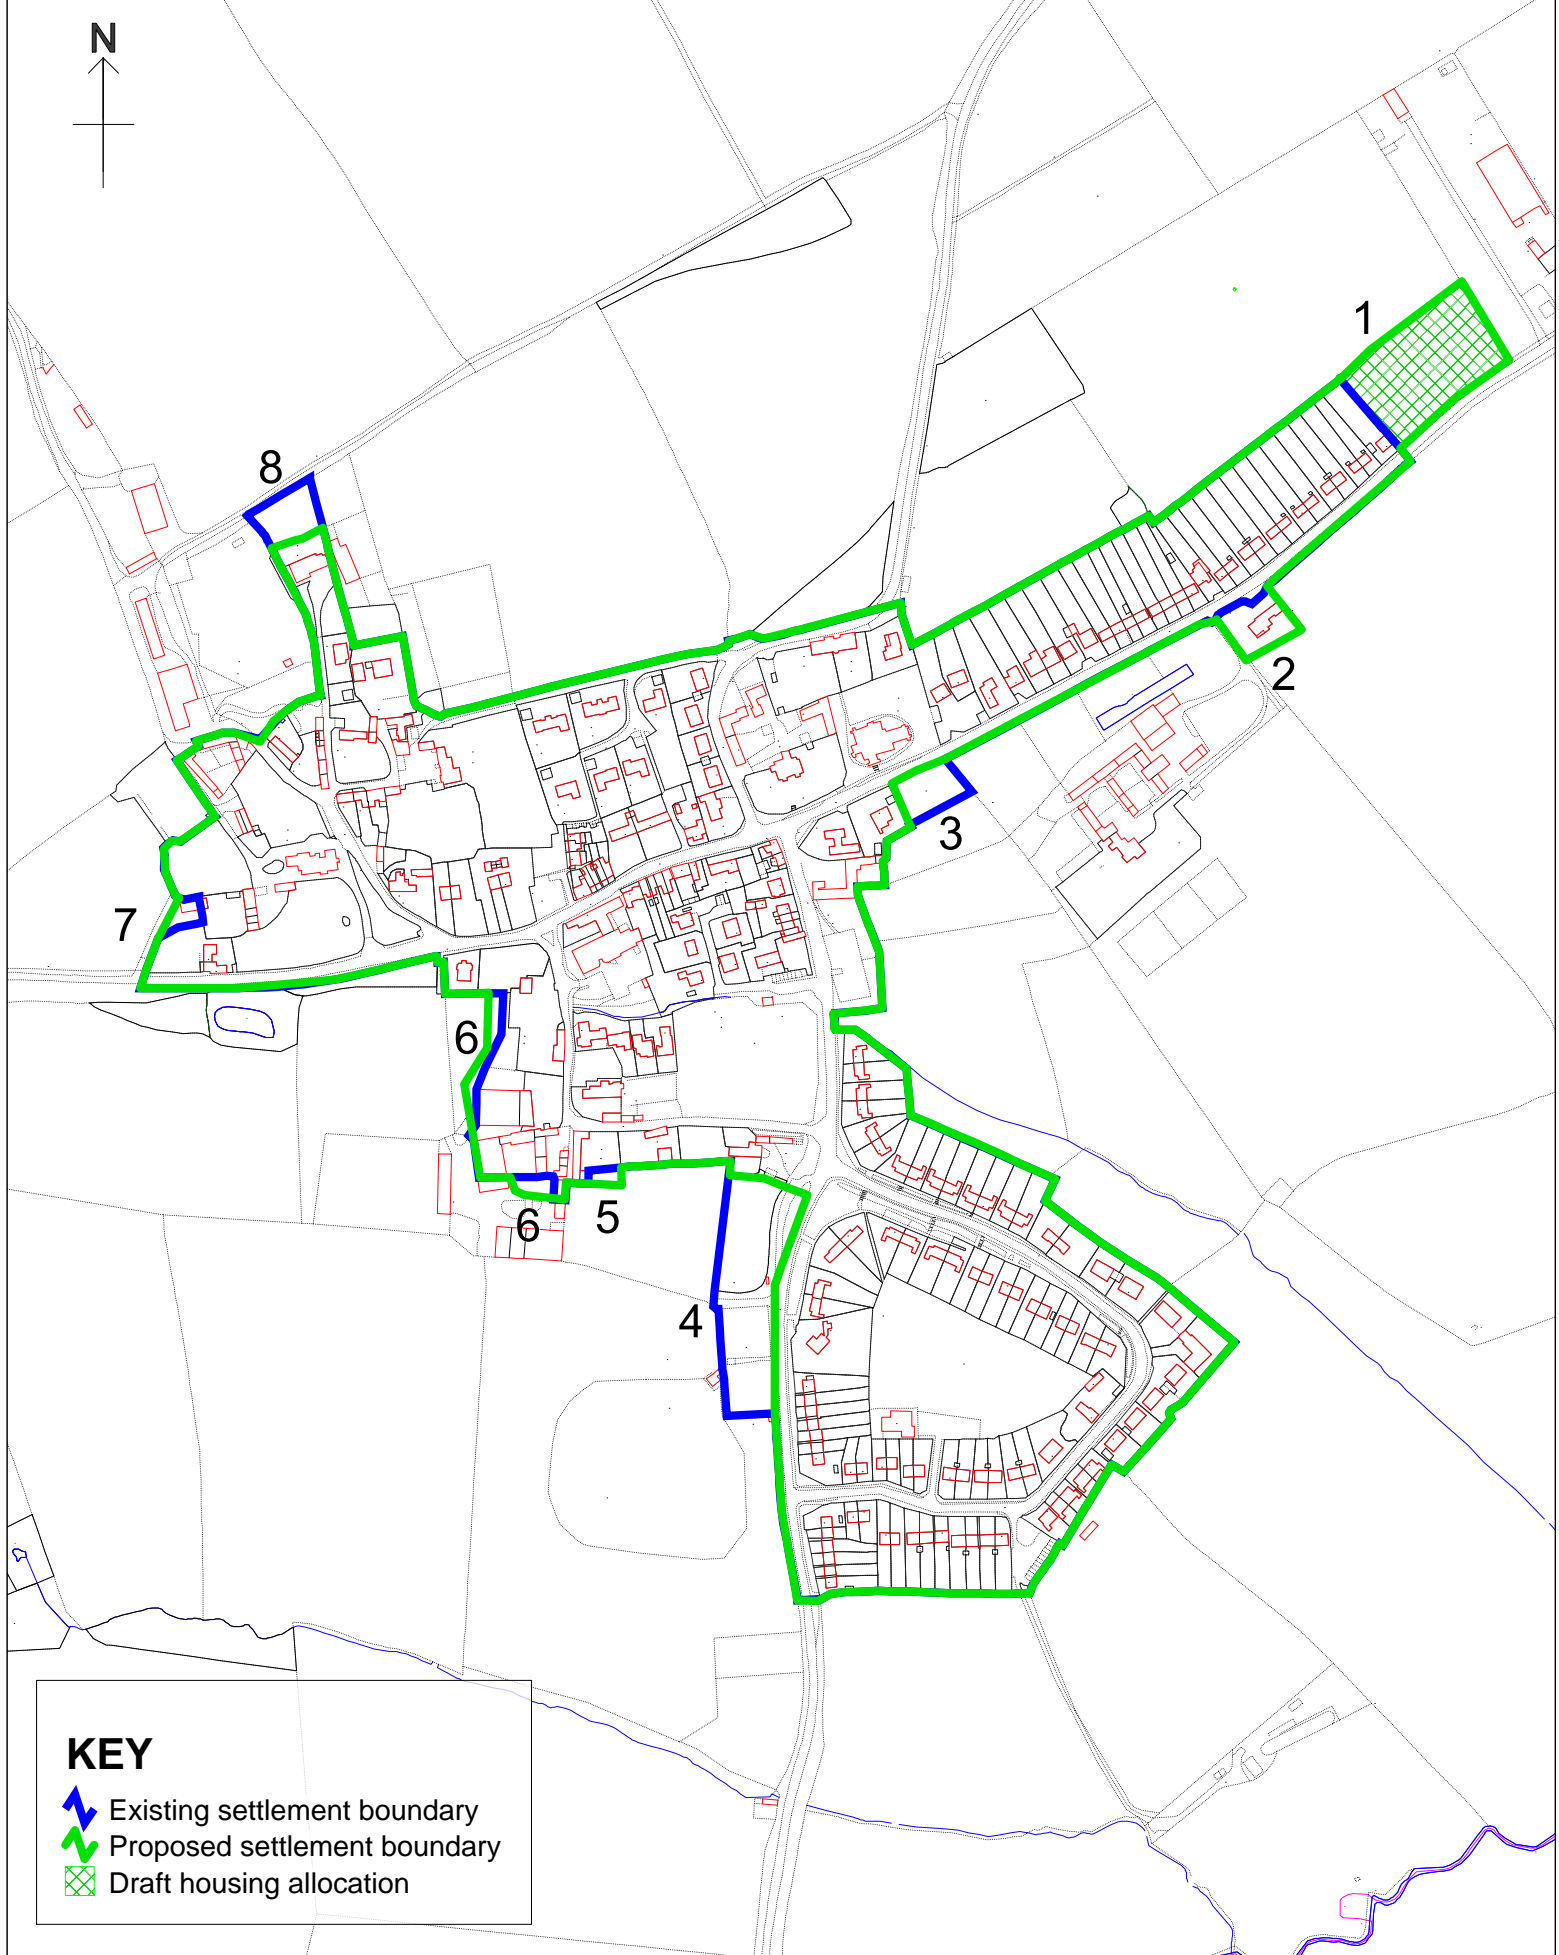 N
1
8
2
3
7
6
6
5
4
KEY
Existing settlement boundary
Proposed settlement boundary
Draft housing allocation